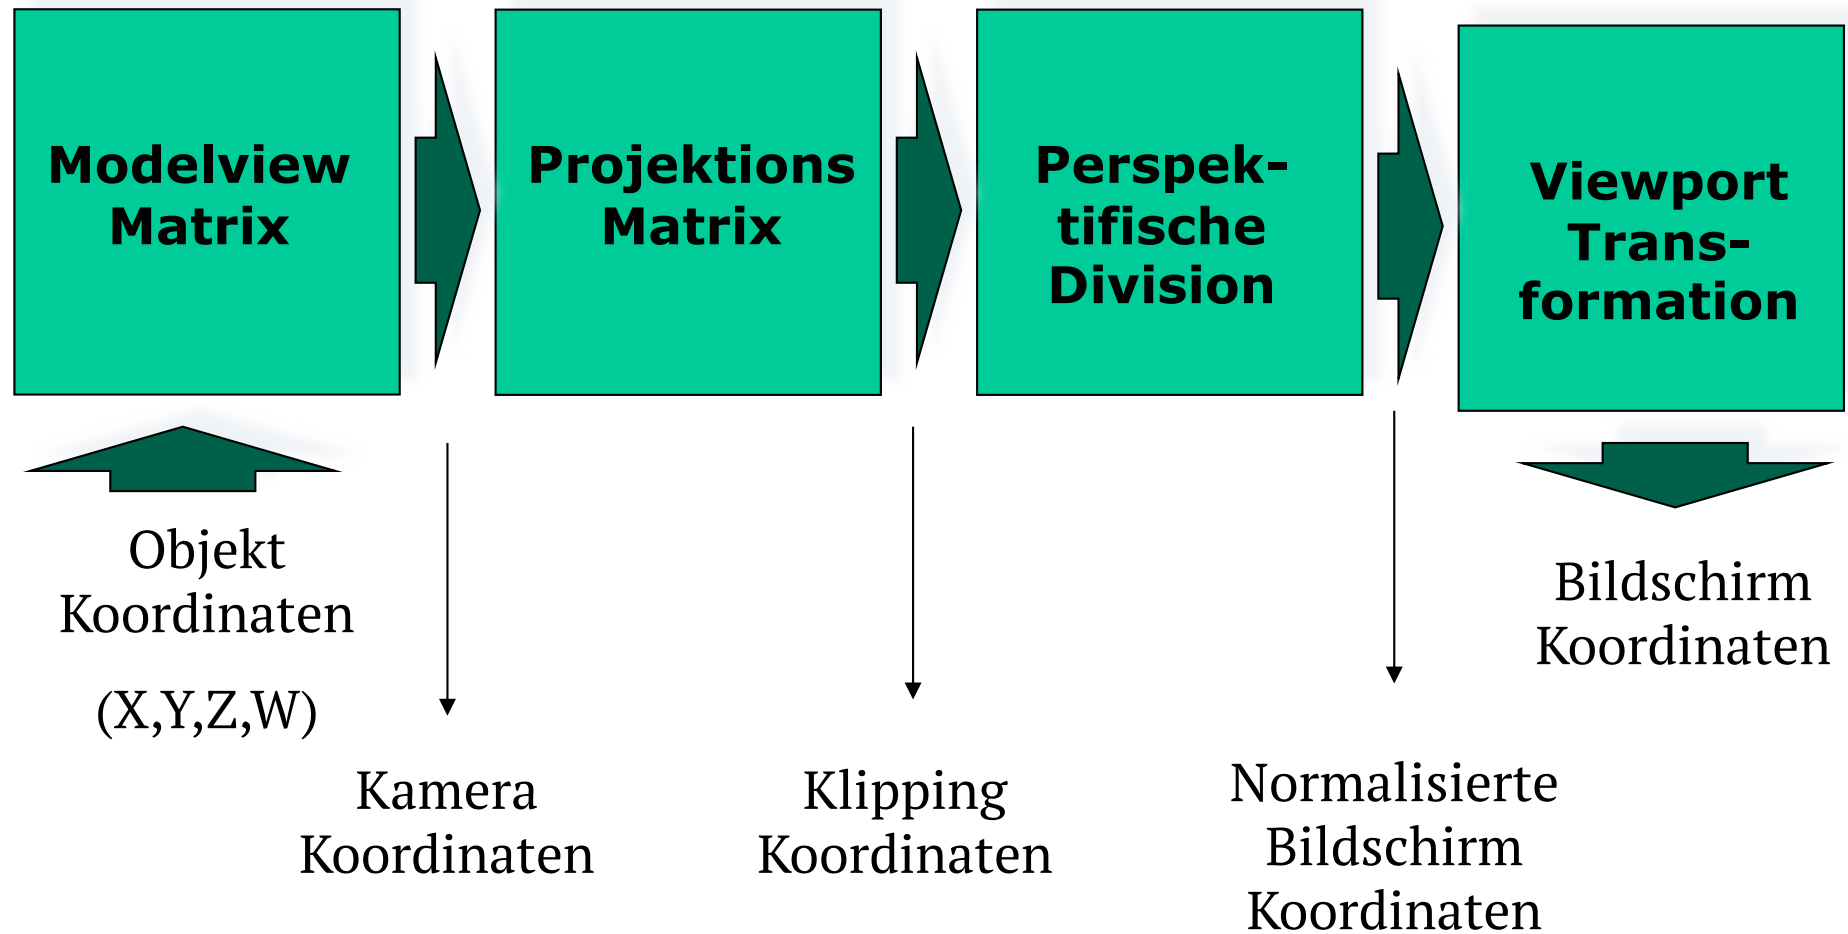 Modelview
Matrix
Projektions
Matrix
Perspek-
tifische
Division
Viewport
Trans-
formation
Objekt
Koordinaten
(X,Y,Z,W)
Kamera
Koordinaten
Klipping
Koordinaten
Normalisierte
Bildschirm
Koordinaten
Bildschirm
Koordinaten